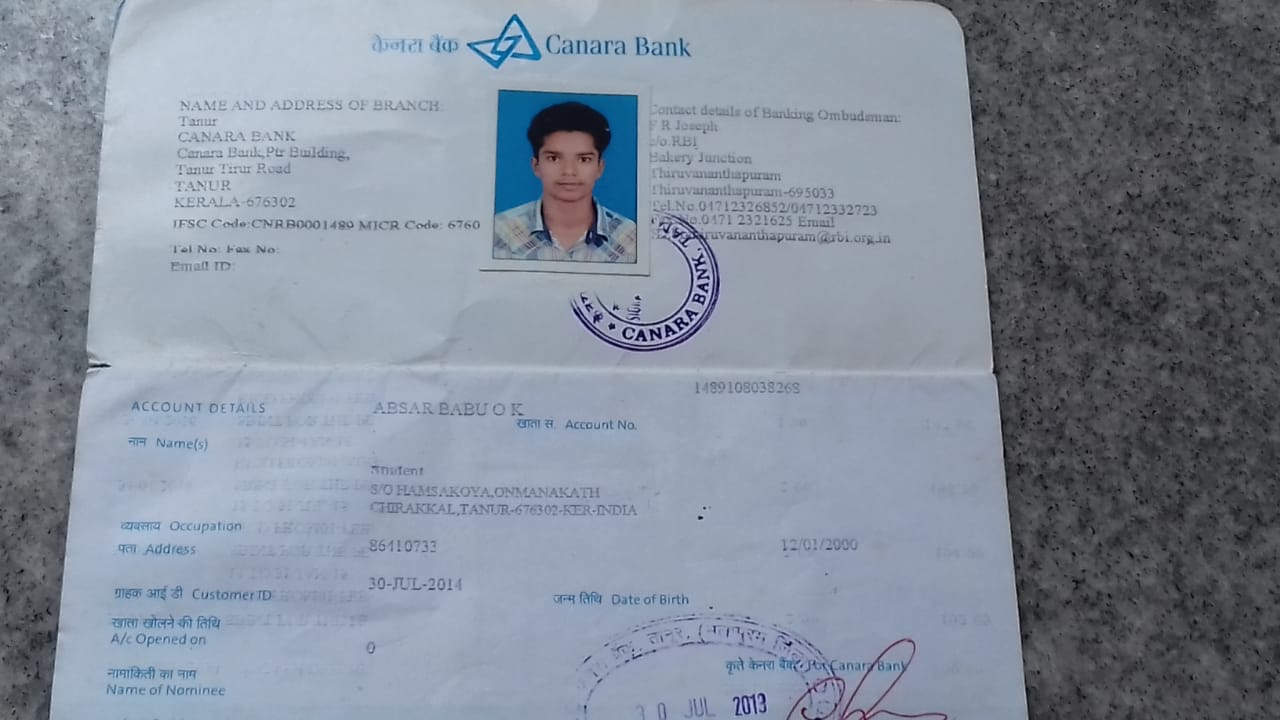 केनरा बैंक Canara Bank
NAME AND ADDRESS OF BRANCH:
Tanur
CANARA BANK
Canara Bank,Ptr Building,
Tanur Tirur Road
TANUR
KERALA-676302
IFSC Code:CNRB0001489 MICR Code: 6760
Tel No: Fax No:
Email ID:
Contact details of Banking Ombudsman:
F R Joseph
c/o.RBI
Bakery Junction
Thiruvananthapuram
Thiruvananthapuram-695033
Tel.No.04712326852/04712332723
Fax No.0471 2321625 Email
thiruvananthapuram@rbi.org.in
CANARA BANK,
1489108038268
ACCOUNT DETAILS
ABSAR BABU O K
खाता सं. Account No.
नाम Name(s)
Student
S/O HAMSAKOYA,ONMANAKATH
CHIRAKKAL,TANUR-676302-KER-INDIA
व्यवसाय Occupation
पता Address
86410733
12/01/2000
ग्राहक आई डी Customer ID
30-JUL-2014
जन्म तिथि Date of Birth
खाता खोलने की तिथि
A/c Opened on
0
नामांकिती का नाम
Name of Nominee
कृते केनरा बैंक For Canara Bank
30 JUL 2013